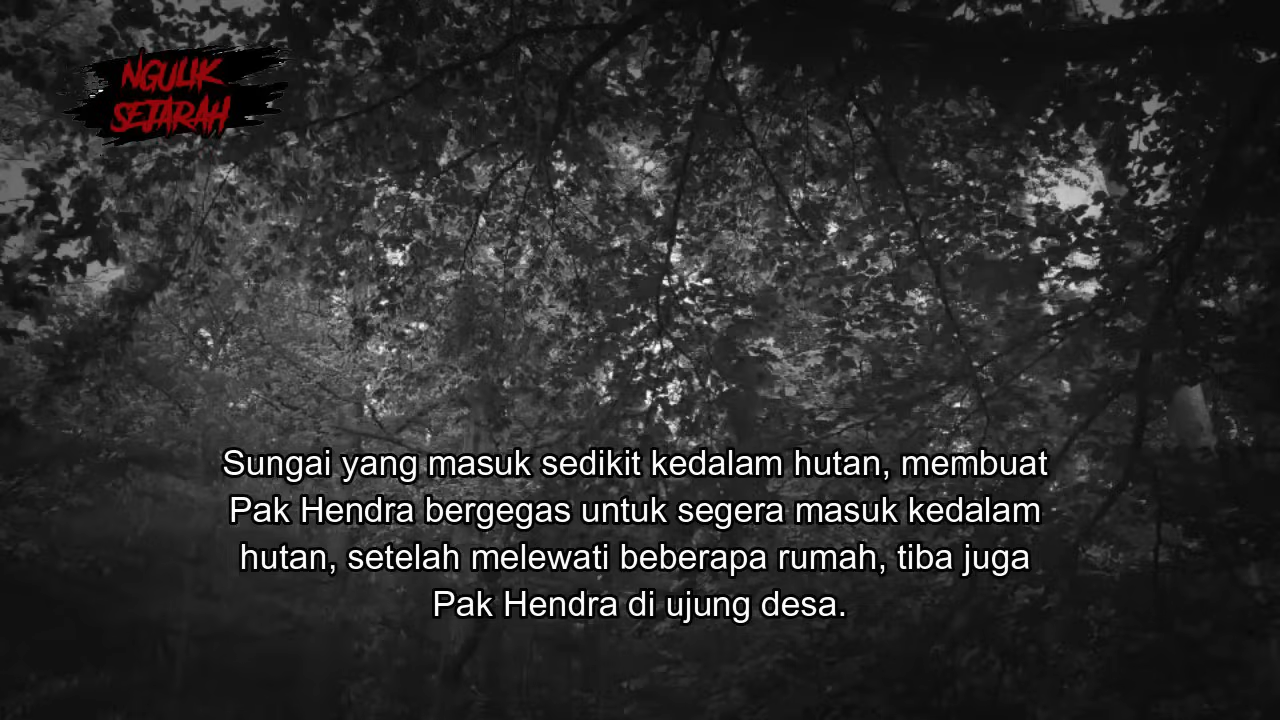 NGULIK
SEJARAH
Sungai yang masuk sedikit kedalam hutan, membuat
Pak Hendra bergegas untuk segera masuk kedalam
hutan, setelah melewati beberapa rumah, tiba juga
Pak Hendra di ujung desa.